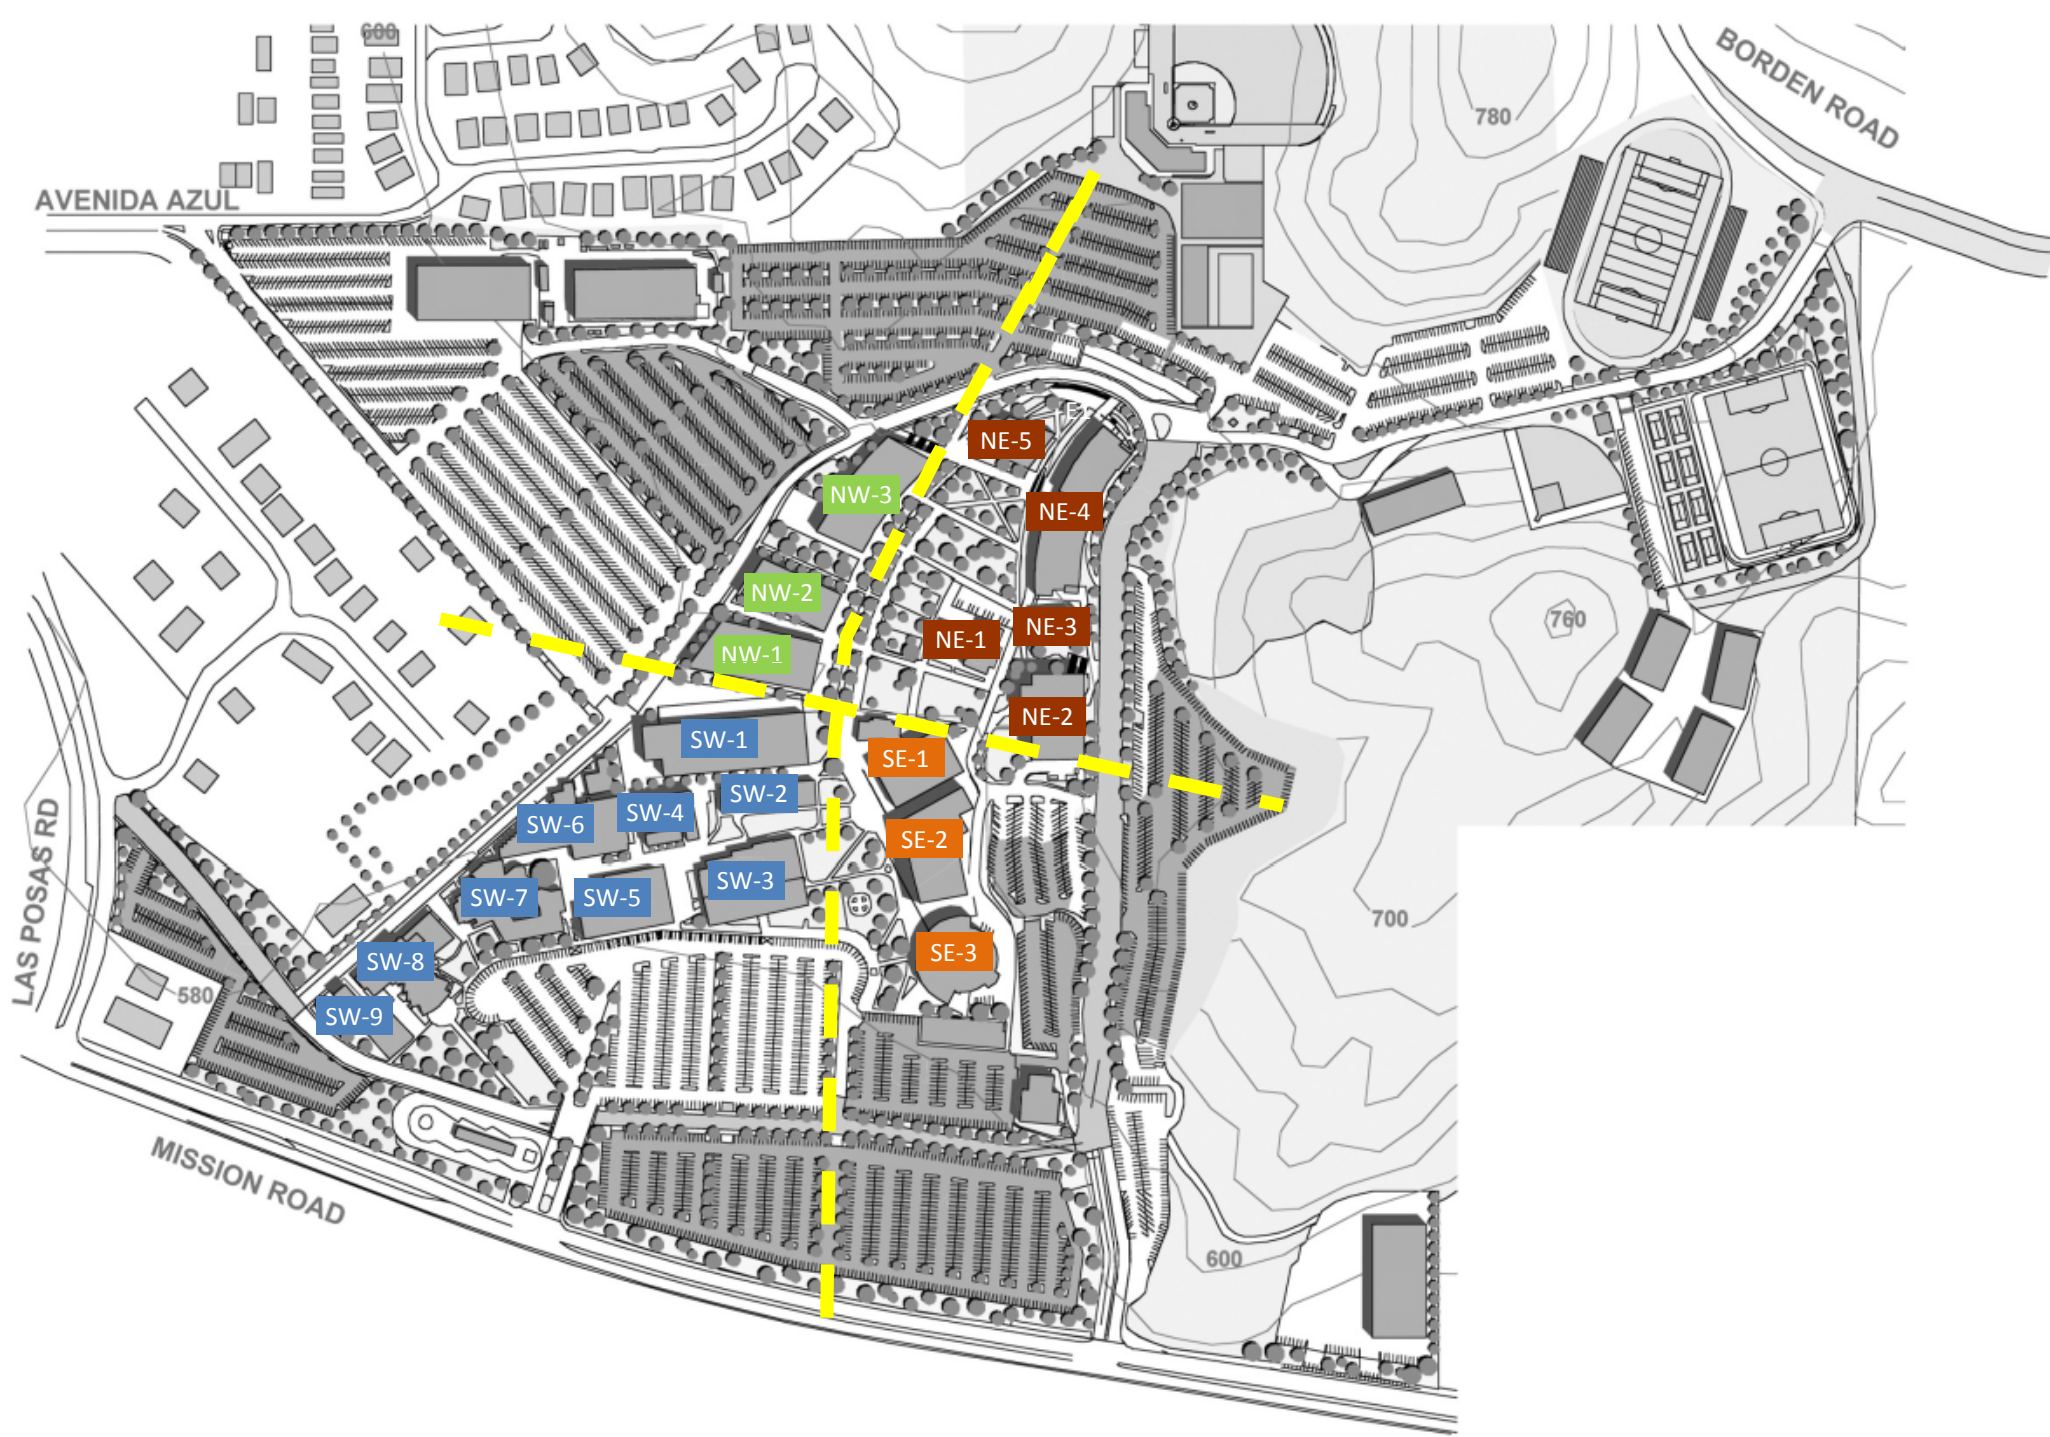 600
BORDEN ROAD
780
AVENIDA AZUL
NE-5
NW-3
NE-4
NW-2
760
NE-3
NE-1
NW-1
NE-2
SW-1
SE-1
SW-2
SW-4
SW-6
SE-2
LAS POSAS RD
SW-3
SW-7
SW-5
700
SE-3
SW-8
580
SW-9
MISSION ROAD
600